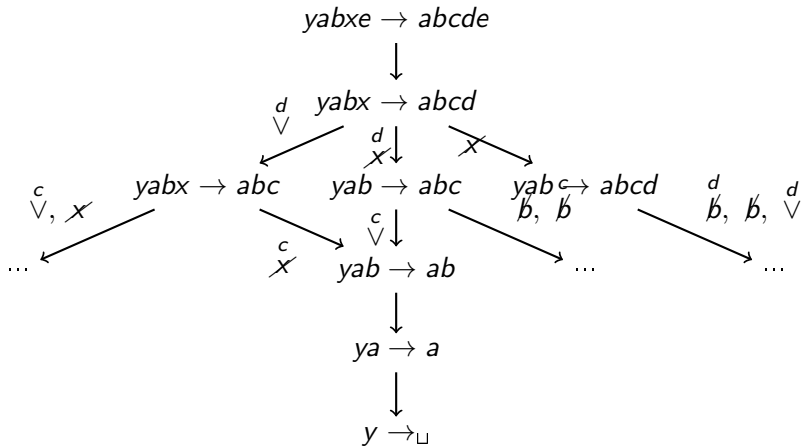 yabxe → abcde
yabx → abcd
d
∨
d
x̸
x̸
yabx → abc
yab → abc
yab → abcd
c
∨, x̸
c
∨
c
b̸, b̸
d d
b̸, b̸, ∨
...
c
x̸
yab → ab
...
...
ya → a
y → ␣